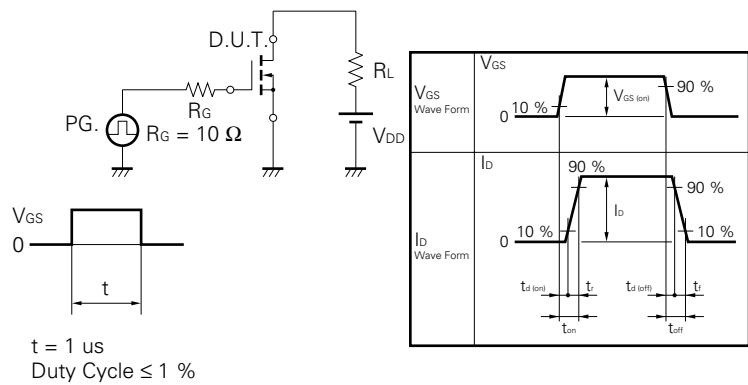 D.U.T.
RL
RG
PG.
RG = 10 Ω
VDD
VGS
0
t
t = 1 us
Duty Cycle ≤ 1 %
VGS
Wave Form
VGS
10 %
VGS (on)
90 %
0
ID
Wave Form
ID
90 %
90 %
10 %
ID
10 %
0
td (on)
tr
td (off)
tf
ton
toff